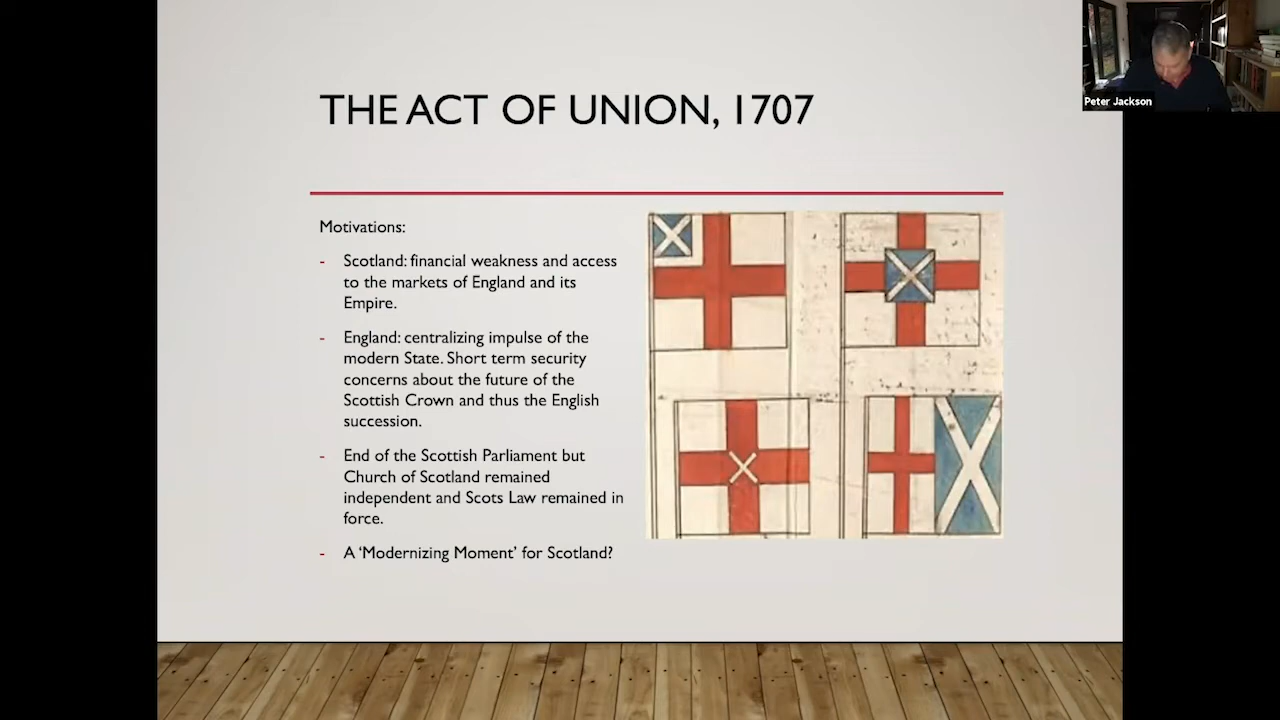 THE ACT OF UNION, 1707
Peter Jackson
Motivations:
- Scotland: financial weakness and access
to the markets of England and its
Empire.
- England: centralizing impulse of the
modern State. Short term security
concerns about the future of the
Scottish Crown and thus the English
succession.
- End of the Scottish Parliament but
Church of Scotland remained
independent and Scots Law remained in
force.
- A ‘Modernizing Moment’ for Scotland?